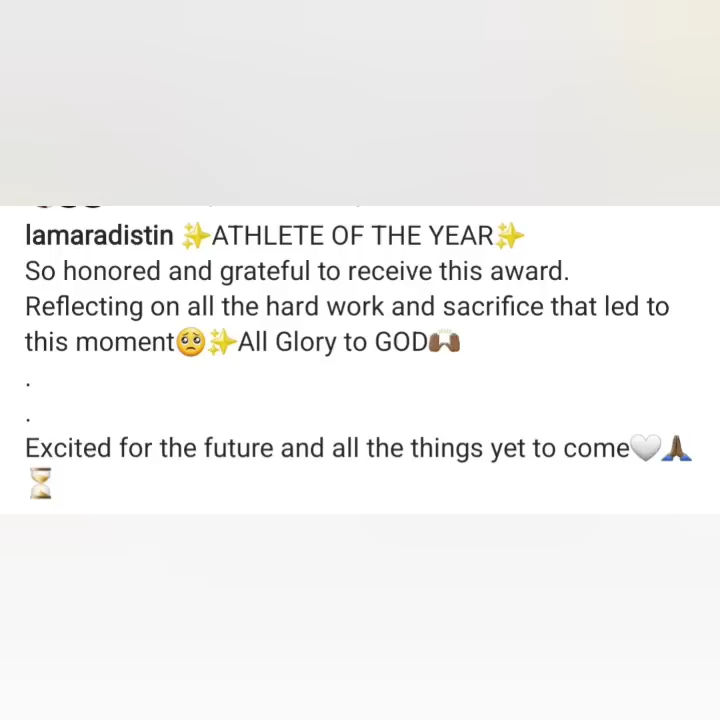 lamaradistin ✨ATHLETE OF THE YEAR✨
So honored and grateful to receive this award.
Reflecting on all the hard work and sacrifice that led to
this moment🥺✨All Glory to GOD🙌🏾
.
.
Excited for the future and all the things yet to come🤍🙏🏾
⏳